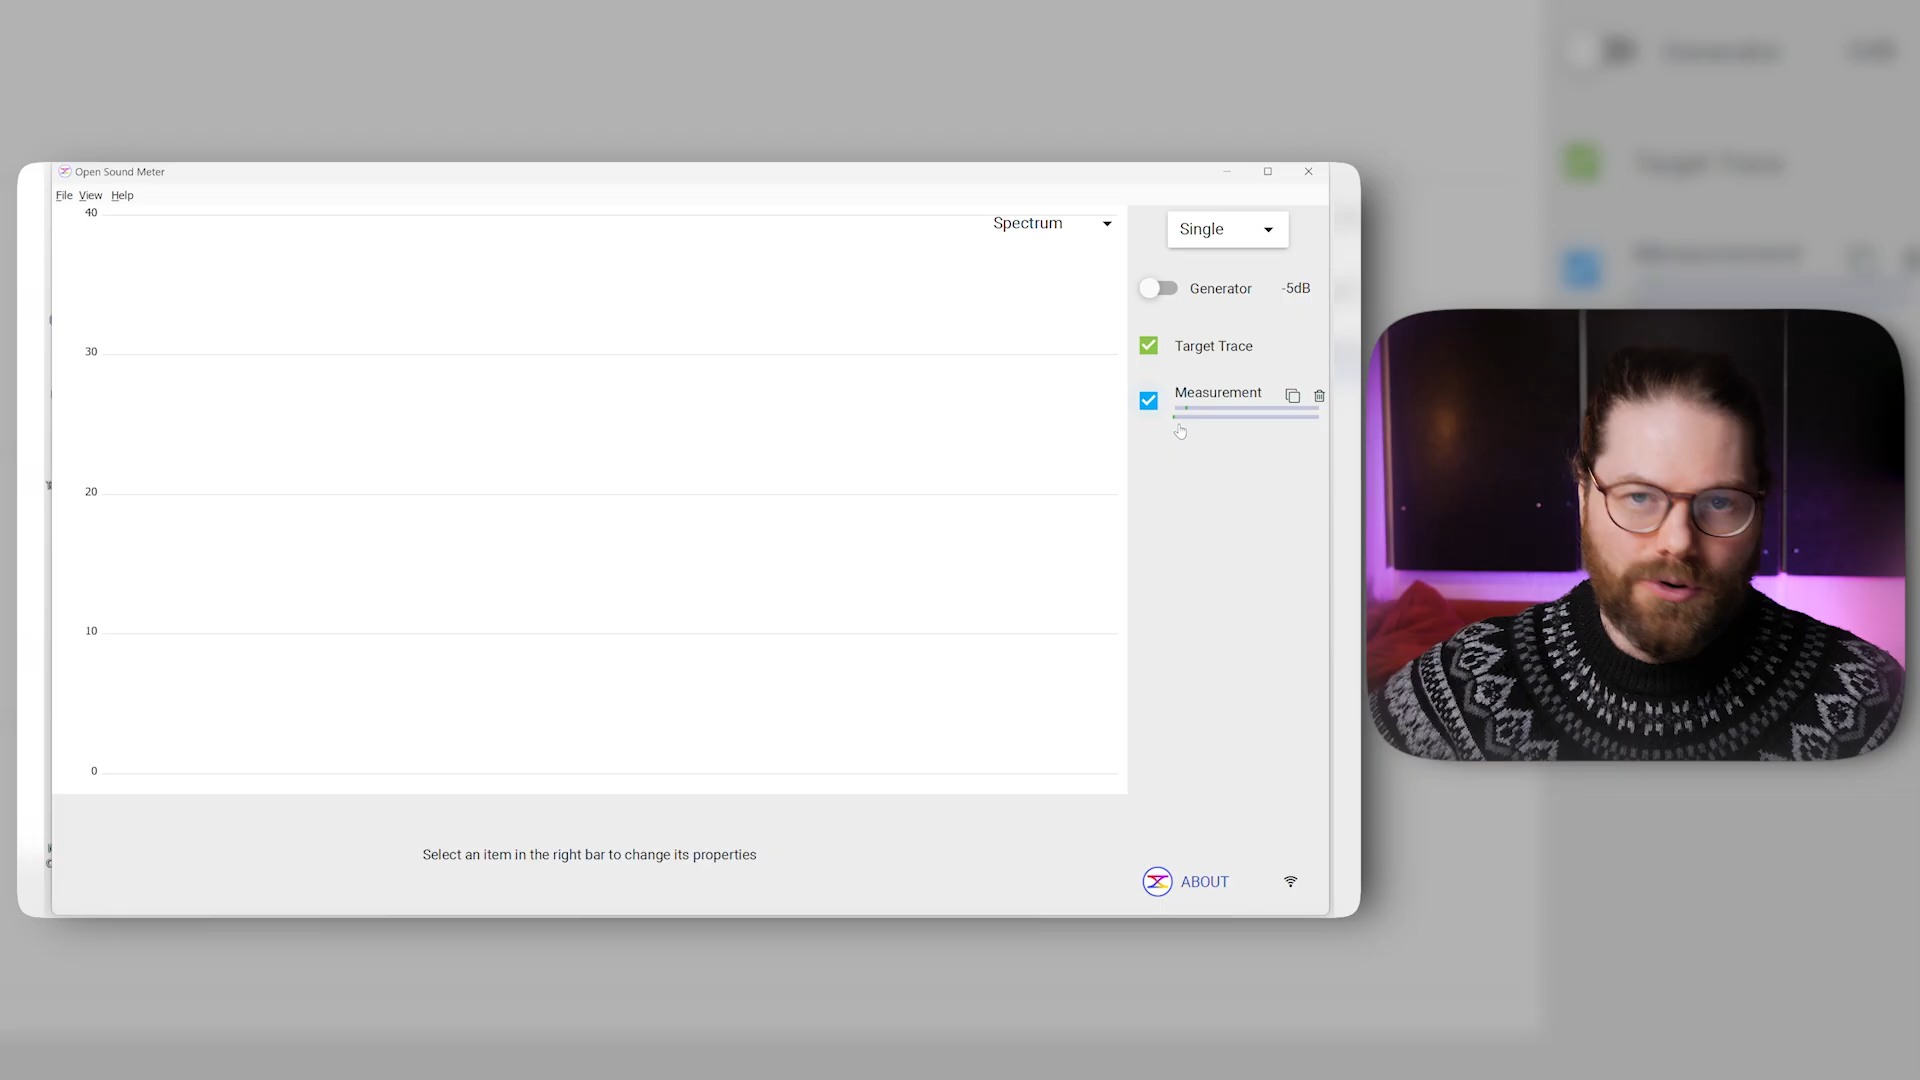 Open Sound Meter
File View Help
40
Spectrum
Single
Generator -5dB
30
Target Trace
Measurement
20
10
0
Select an item in the right bar to change its properties
ABOUT